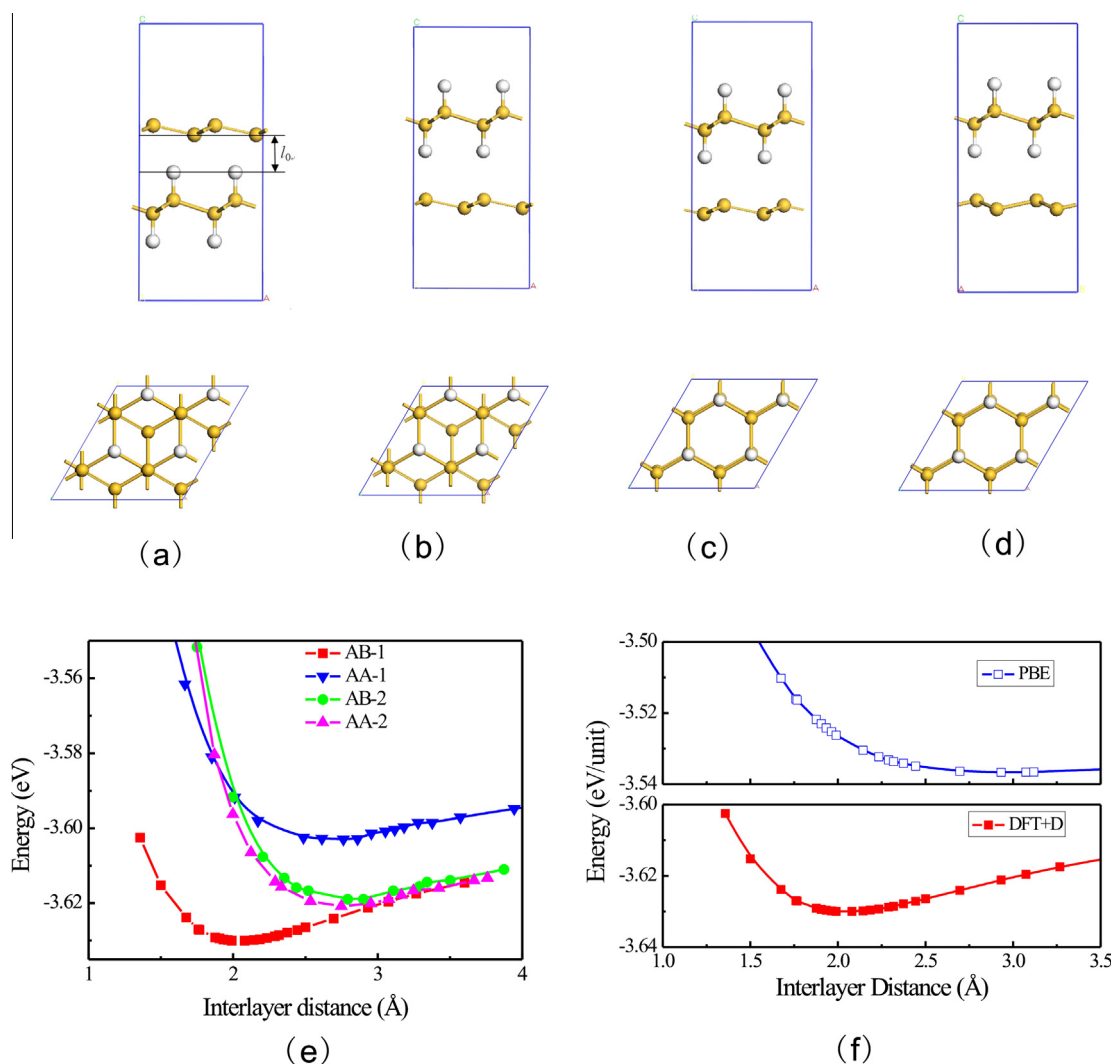 C
C
C
C
l₀
A
A
A
A
(a)
(b)
(c)
(d)
-3.56
-3.58
-3.60
-3.62
Energy (eV)
AB-1
AA-1
AB-2
AA-2
1
2
3
4
Interlayer distance (Å)
(e)
-3.50
-3.52
-3.54
PBE
Energy (eV/unit)
-3.60
-3.62
-3.64
DFT+D
1.0
1.5
2.0
2.5
3.0
3.5
Interlayer Distance (Å)
(f)